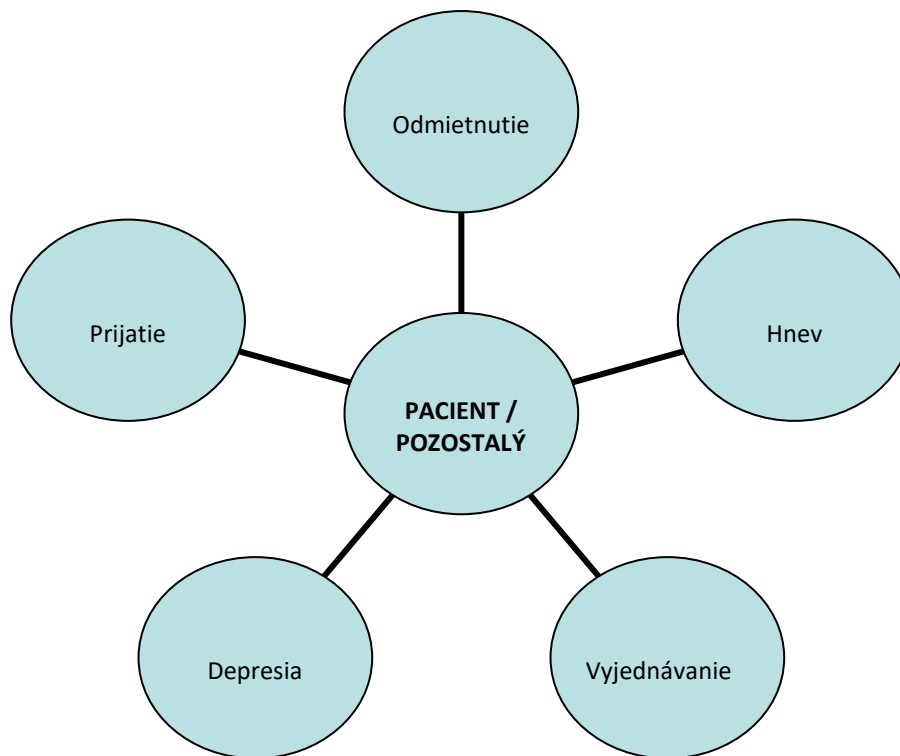 Odmietnutie
Prijatie
Hnev
PACIENT /
POZOSTALÝ
Depresia
Vyjednávanie